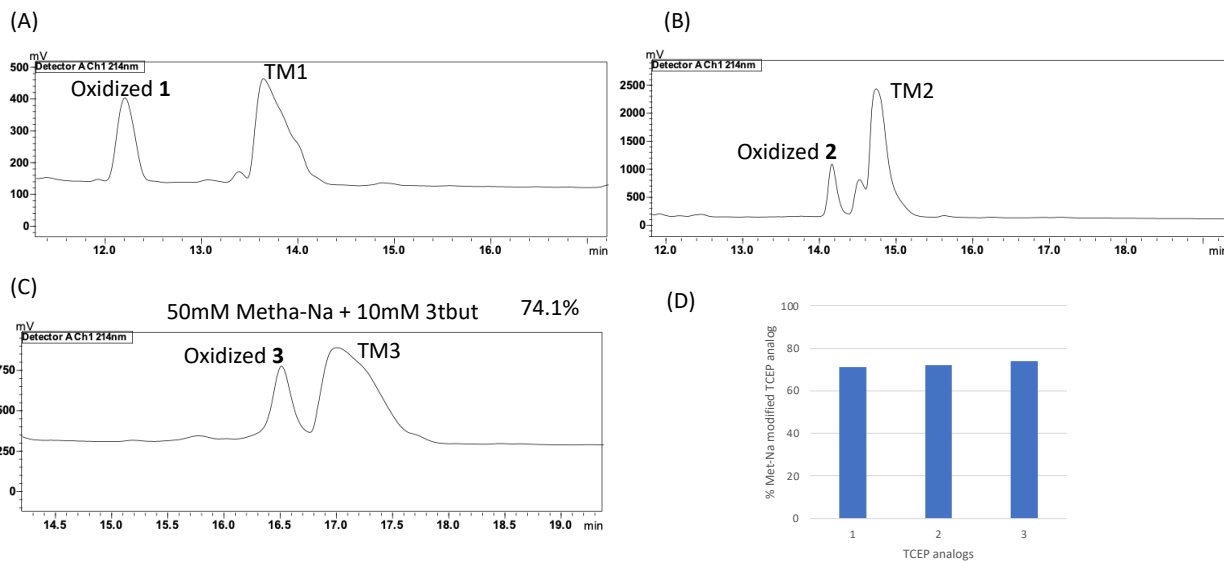 (A)
mV
Detector A Ch1 214nm
500
400
300
200
100
0
Oxidized 1
TM1
12.0 13.0 14.0 15.0 16.0 min
(B)
mV
Detector A Ch1 214nm
2500
2000
1500
1000
500
0
Oxidized 2
TM2
12.0 13.0 14.0 15.0 16.0 17.0 18.0 min
(C)
50mM Metha-Na + 10mM 3tbut 74.1%
mV
Detector A Ch1 214nm
750
500
250
0
Oxidized 3
TM3
14.5 15.0 15.5 16.0 16.5 17.0 17.5 18.0 18.5 19.0 min
(D)
% Met-Na modified TCEP analog
100
80
60
40
20
0
1 2 3
TCEP analogs